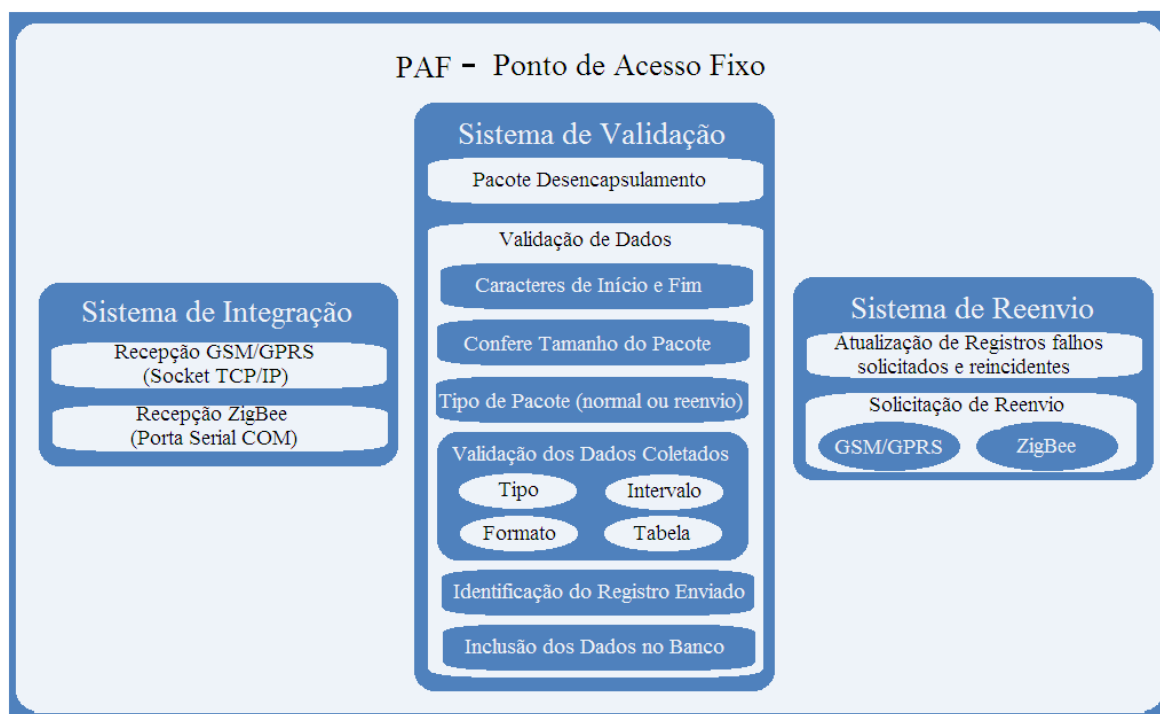 PAF - Ponto de Acesso Fixo
Sistema de Integração
Recepção GSM/GPRS
(Socket TCP/IP)
Recepção ZigBee
(Porta Serial COM)
Sistema de Validação
Pacote Desencapsulamento
Validação de Dados
Caracteres de Início e Fim
Confere Tamanho do Pacote
Tipo de Pacote (normal ou reenvio)
Validação dos Dados Coletados
Tipo
Intervalo
Formato
Tabela
Identificação do Registro Enviado
Inclusão dos Dados no Banco
Sistema de Reenvio
Atualização de Registros falhos
solicitados e reincidentes
Solicitação de Reenvio
GSM/GPRS
ZigBee